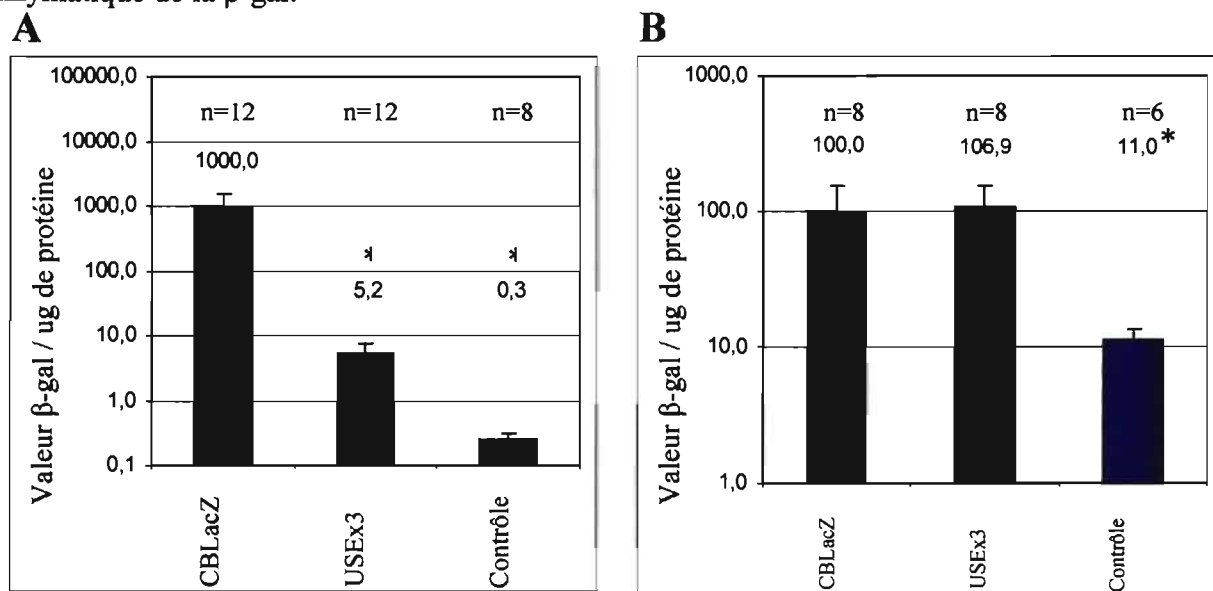 A
Valeur β-gal / ug de protéine
100000,0
10000,0
1000,0
100,0
10,0
1,0
0,1
n=12
n=12
n=8
1000,0
*
5,2
*
0,3
CBLacZ
USEx3
Contrôle
B
Valeur β-gal / ug de protéine
1000,0
100,0
10,0
1,0
n=8
n=8
n=6
100,0
106,9
11,0*
CBLacZ
USEx3
Contrôle